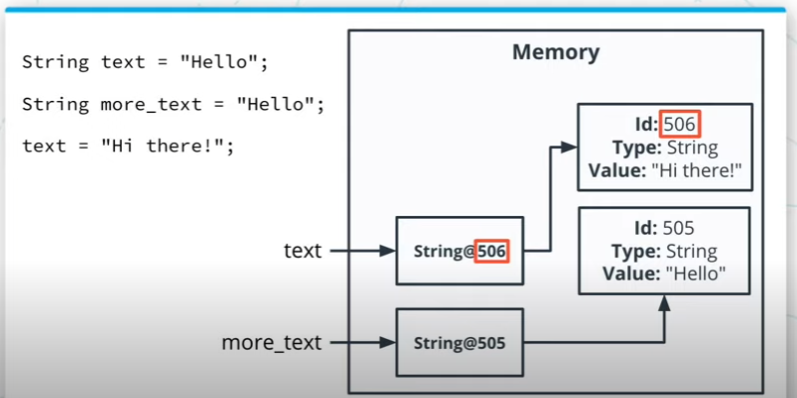 String text = "Hello";
String more_text = "Hello";
text = "Hi there!";
Memory
Id: 506
Type: String
Value: "Hi there!"
Id: 505
Type: String
Value: "Hello"
text
String@506
more_text
String@505